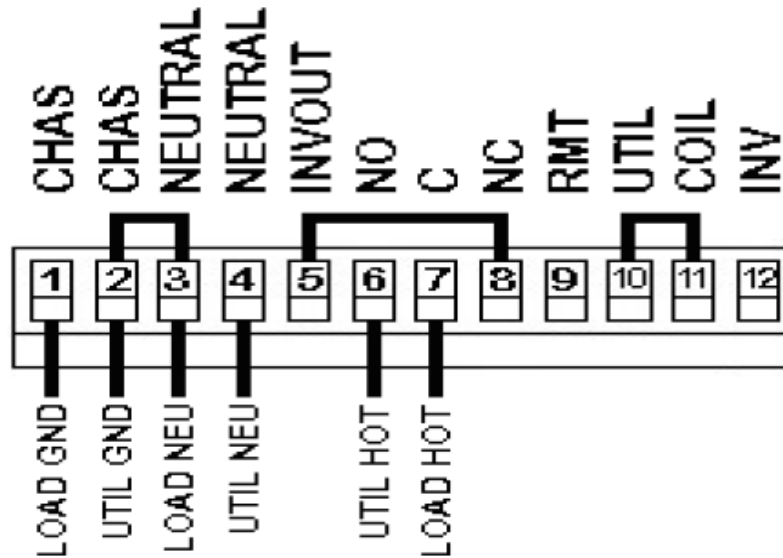 CHAS
CHAS
NEUTRAL
NEUTRAL
INVOUT
NO
C
NC
RMT
UTIL
COIL
INV
1 2 3 4 5 6 7 8 9 10 11 12
LOAD GND
UTIL GND
LOAD NEU
UTIL NEU
UTIL HOT
LOAD HOT